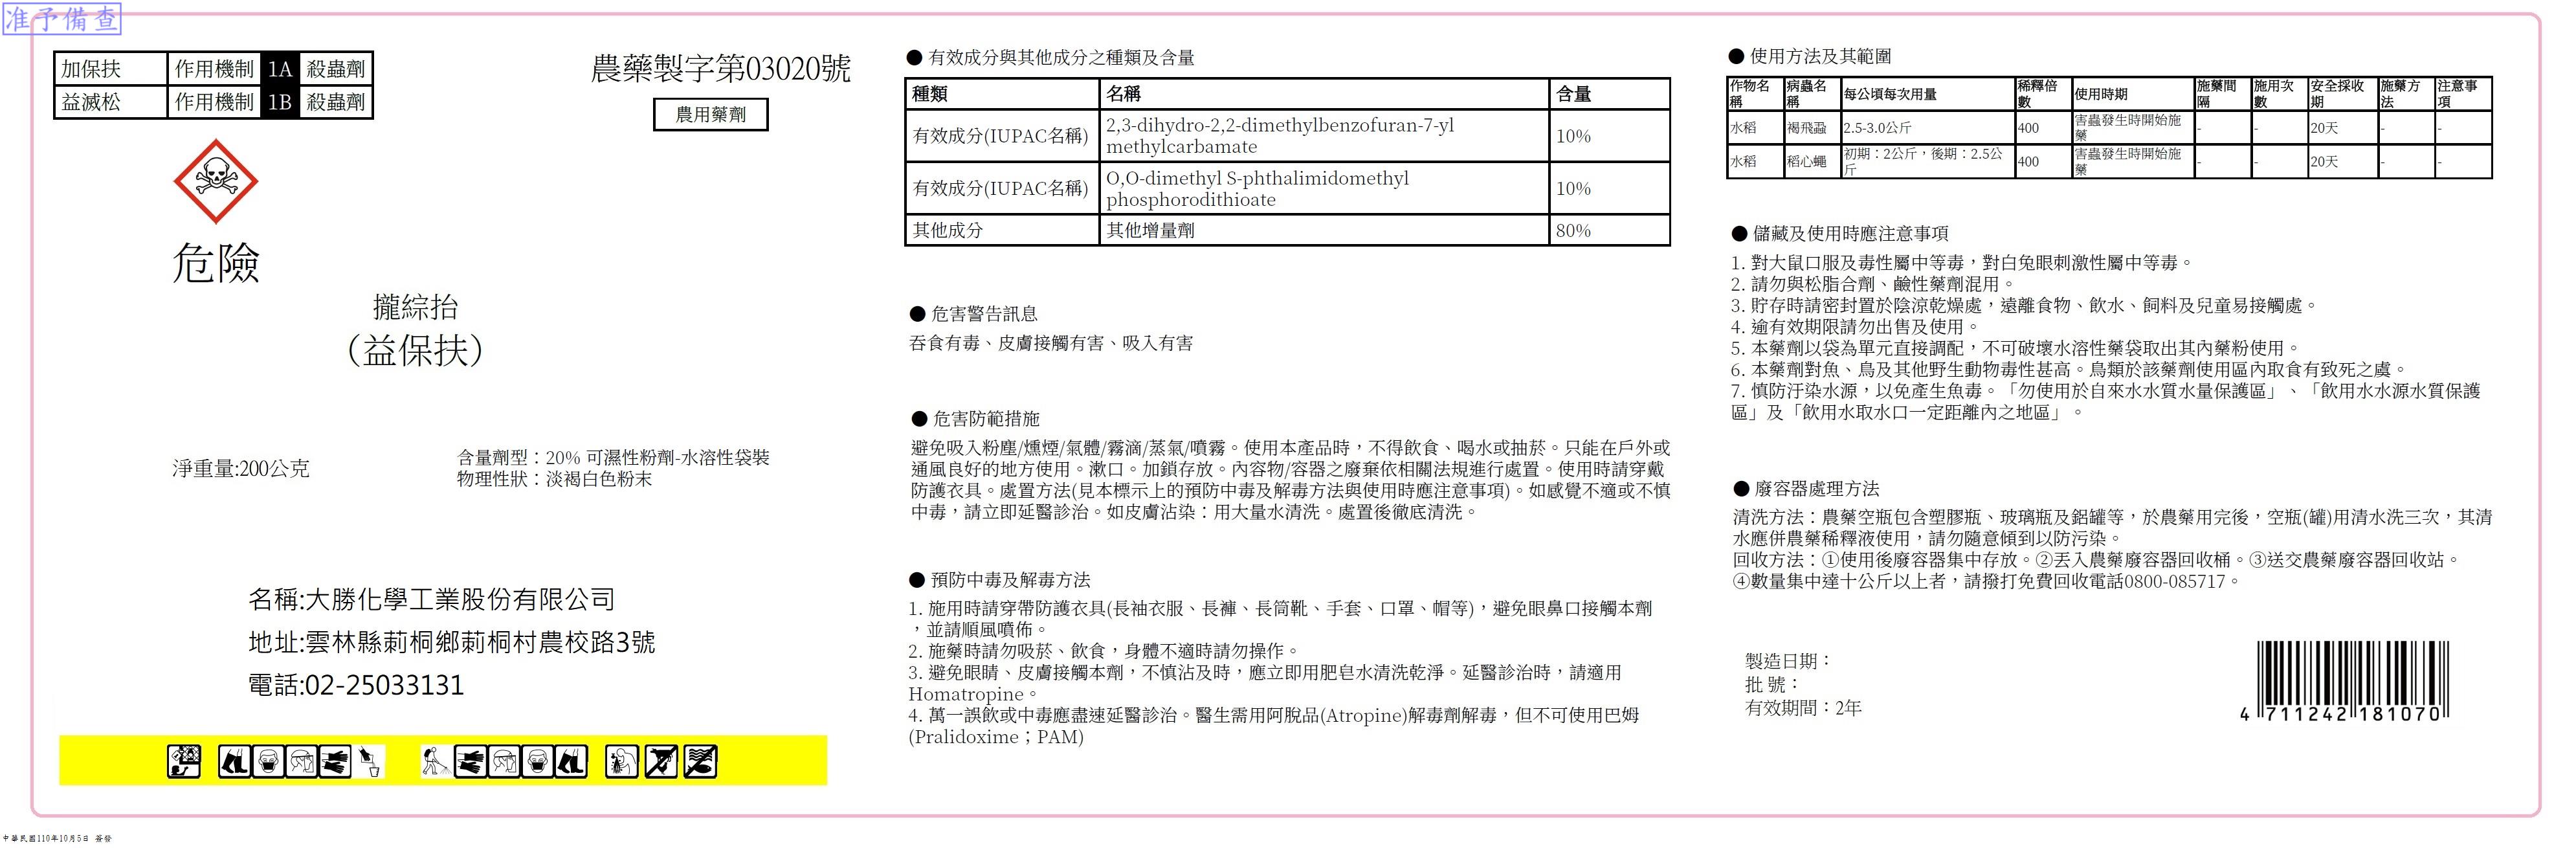 准予備查
加保扶 作用機制 1A 殺蟲劑
益滅松 作用機制 1B 殺蟲劑
農藥製字第03020號
農用藥劑
危險
攏綜抬
（益保扶）
淨重量:200公克
含量劑型：20% 可濕性粉劑-水溶性袋裝
物理性狀：淡褐白色粉末
名稱:大勝化學工業股份有限公司
地址:雲林縣莿桐鄉莿桐村農校路3號
電話:02-25033131
● 有效成分與其他成分之種類及含量
種類 名稱 含量
有效成分(IUPAC名稱) 2,3-dihydro-2,2-dimethylbenzofuran-7-yl
methylcarbamate 10%
有效成分(IUPAC名稱) O,O-dimethyl S-phthalimidomethyl
phosphorodithioate 10%
其他成分 其他增量劑 80%
● 危害警告訊息
吞食有毒、皮膚接觸有害、吸入有害
● 危害防範措施
避免吸入粉塵/燻煙/氣體/霧滴/蒸氣/噴霧。使用本產品時，不得飲食、喝水或抽菸。只能在戶外或
通風良好的地方使用。漱口。加鎖存放。內容物/容器之廢棄依相關法規進行處置。使用時請穿戴
防護衣具。處置方法(見本標示上的預防中毒及解毒方法與使用時應注意事項)。如感覺不適或不慎
中毒，請立即延醫診治。如皮膚沾染：用大量水清洗。處置後徹底清洗。
● 預防中毒及解毒方法
1. 施用時請穿帶防護衣具(長袖衣服、長褲、長筒靴、手套、口罩、帽等)，避免眼鼻口接觸本劑
，並請順風噴佈。
2. 施藥時請勿吸菸、飲食，身體不適時請勿操作。
3. 避免眼睛、皮膚接觸本劑，不慎沾及時，應立即用肥皂水清洗乾淨。延醫診治時，請適用
Homatropine。
4. 萬一誤飲或中毒應盡速延醫診治。醫生需用阿脫品(Atropine)解毒劑解毒，但不可使用巴姆
(Pralidoxime；PAM)
● 使用方法及其範圍
作物名稱 病蟲名稱 每公頃每次用量 稀釋倍數 使用時期 施藥間隔 施用次數 安全採收期 施藥方法 注意事項
水稻 褐飛蝨 2.5-3.0公斤 400 害蟲發生時開始施藥 - - 20天 - -
水稻 稻心蠅 初期：2公斤，後期：2.5公斤 400 害蟲發生時開始施藥 - - 20天 - -
● 儲藏及使用時應注意事項
1. 對大鼠口服及毒性屬中等毒，對白兔眼刺激性屬中等毒。
2. 請勿與松脂合劑、鹼性藥劑混用。
3. 貯存時請密封置於陰涼乾燥處，遠離食物、飲水、飼料及兒童易接觸處。
4. 逾有效期限請勿出售及使用。
5. 本藥劑以袋為單元直接調配，不可破壞水溶性藥袋取出其內藥粉使用。
6. 本藥劑對魚、鳥及其他野生動物毒性甚高。鳥類於該藥劑使用區內取食有致死之虞。
7. 慎防汙染水源，以免產生魚毒。「勿使用於自來水水質水量保護區」、「飲用水水源水質保護
區」及「飲用水取水口一定距離內之地區」。
● 廢容器處理方法
清洗方法：農藥空瓶包含塑膠瓶、玻璃瓶及鋁罐等，於農藥用完後，空瓶(罐)用清水洗三次，其清
水應併農藥稀釋液使用，請勿隨意傾到以防污染。
回收方法：①使用後廢容器集中存放。②丟入農藥廢容器回收桶。③送交農藥廢容器回收站。
④數量集中達十公斤以上者，請撥打免費回收電話0800-085717。
製造日期：
批 號：
有效期間：2年
4 711242 181070
中華民國110年10月5日 簽發